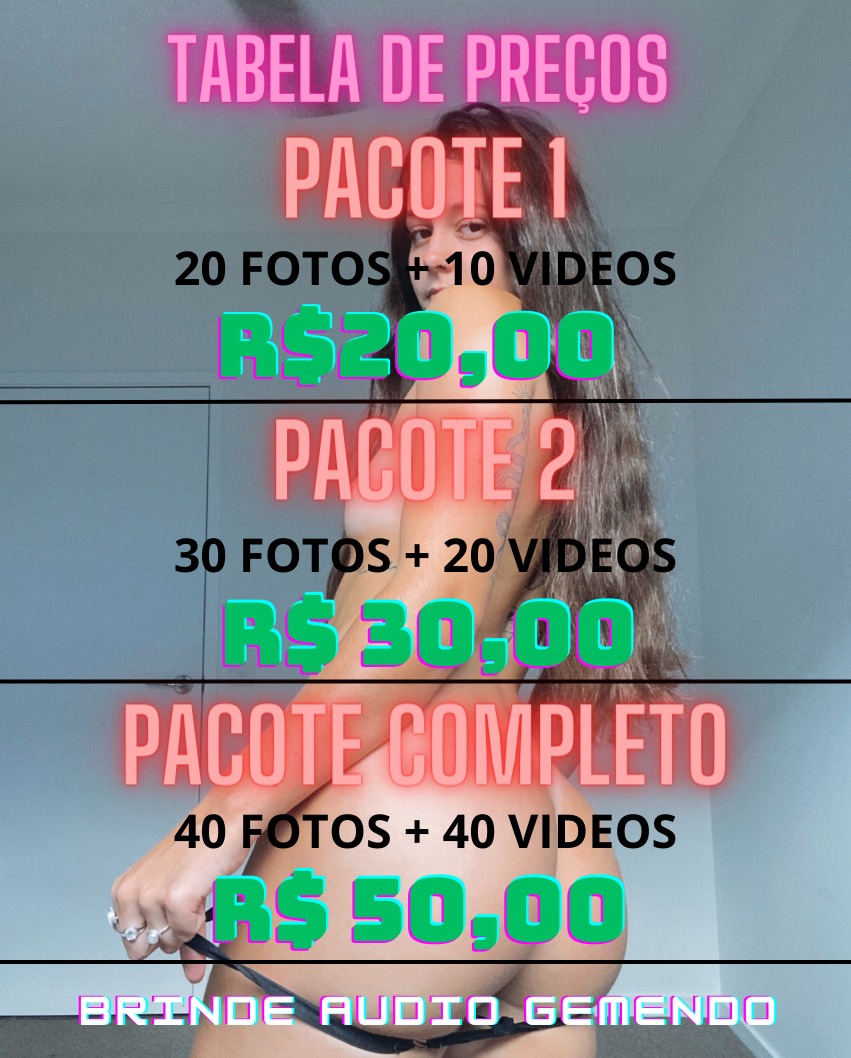 TABELA DE PREÇOS
PACOTE 1
20 FOTOS + 10 VIDEOS
R$20,00
PACOTE 2
30 FOTOS + 20 VIDEOS
R$ 30,00
PACOTE COMPLETO
40 FOTOS + 40 VIDEOS
R$ 50,00
BRINDE AUDIO GEMENDO